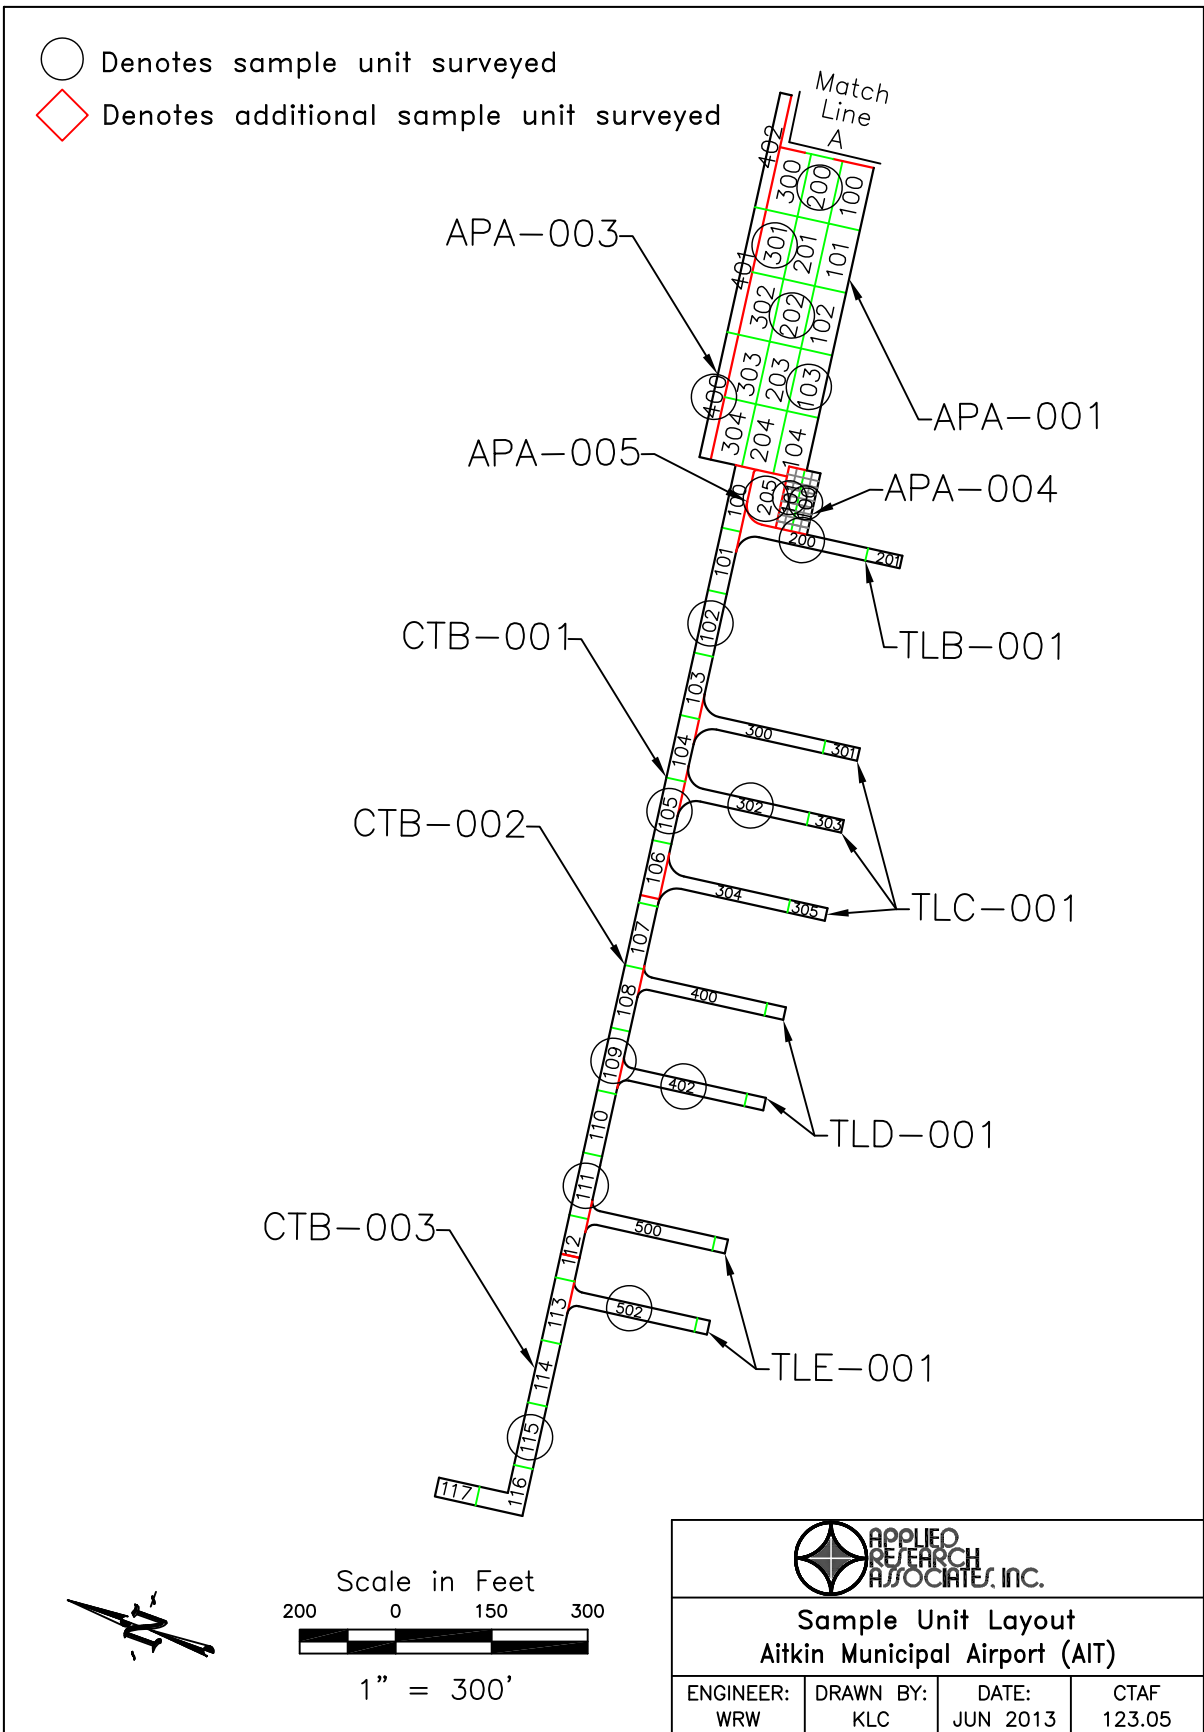 Denotes sample unit surveyed
Denotes additional sample unit surveyed
Match
Line
A
402
300
200
100
APA-003
301
201
101
401
302
202
102
303
203
103
400
APA-001
304
204
104
APA-005
100
205
101
100
APA-004
200
201
101
TLB-001
102
CTB-001
103
300
301
104
302
303
105
CTB-002
106
304
305
TLC-001
107
108
400
109
402
110
TLD-001
111
CTB-003
500
112
113
502
TLE-001
114
115
116
117
N
Scale in Feet
200 0 150 300
1" = 300'
APPLIED
RESEARCH
ASSOCIATES, INC.
Sample Unit Layout
Aitkin Municipal Airport (AIT)
ENGINEER: DRAWN BY: DATE: CTAF
WRW KLC JUN 2013 123.05